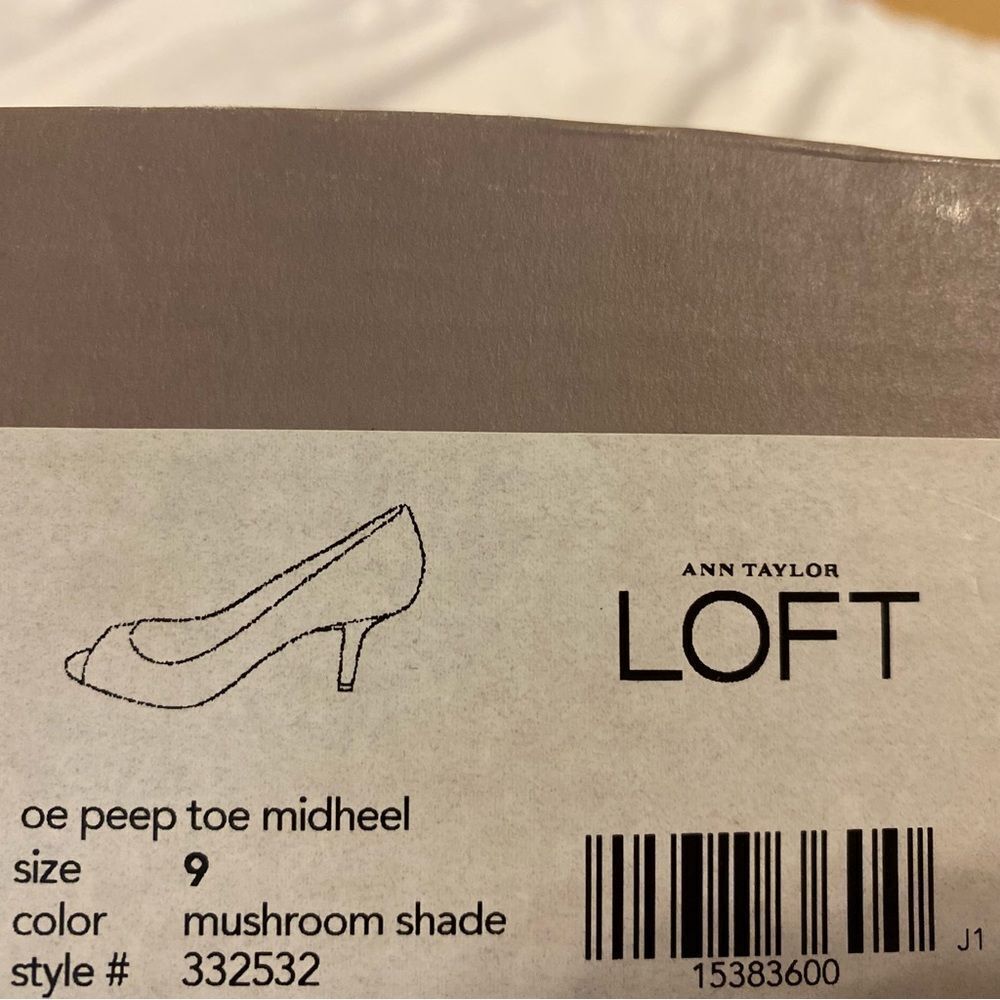 ANN TAYLOR
LOFT
oe peep toe midheel
size 9
color mushroom shade
style # 332532
15383600
J1